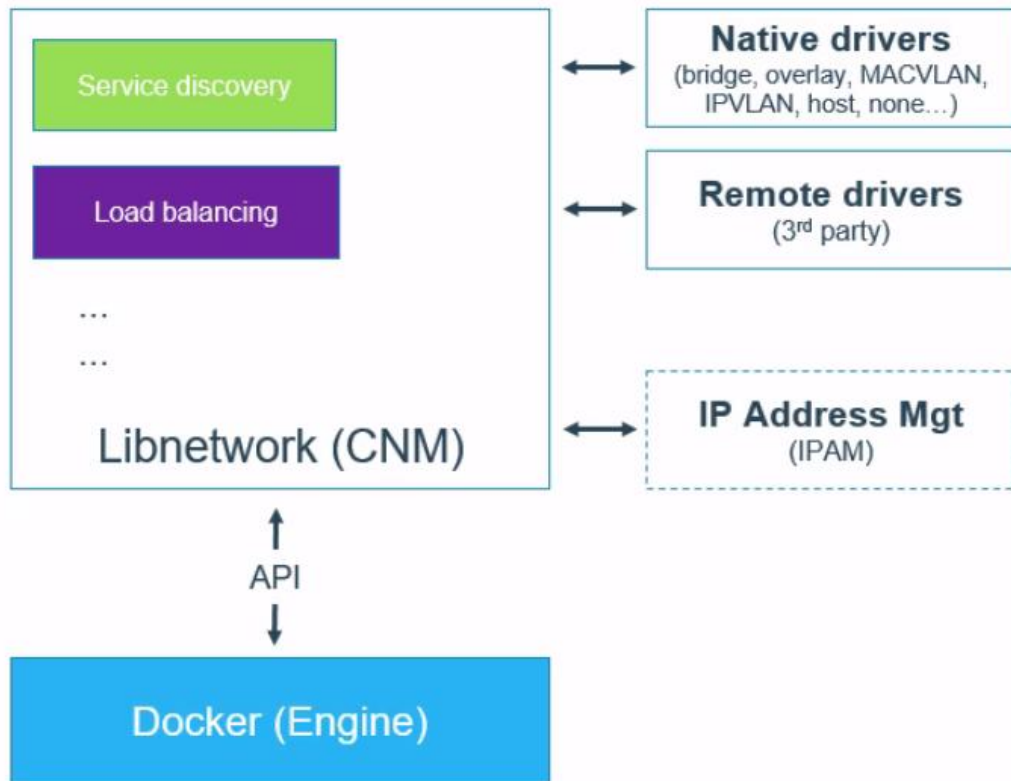 Service discovery
Load balancing
...
...
Libnetwork (CNM)
API
Docker (Engine)
Native drivers
(bridge, overlay, MACVLAN,
IPVLAN, host, none...)
Remote drivers
(3rd party)
IP Address Mgt
(IPAM)